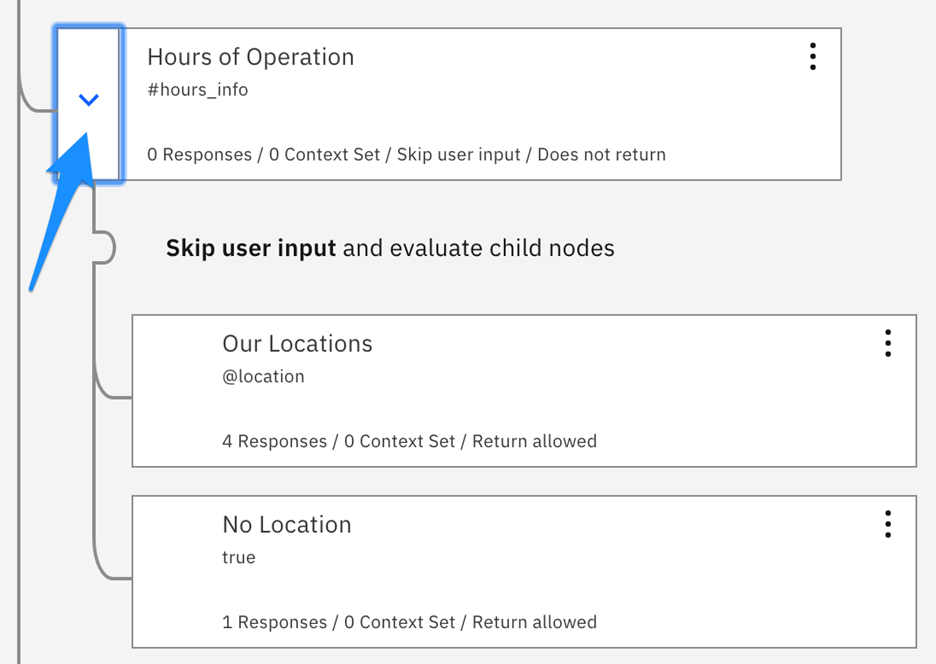 Hours of Operation
#hours_info
0 Responses / 0 Context Set / Skip user input / Does not return
Skip user input and evaluate child nodes
Our Locations
@location
4 Responses / 0 Context Set / Return allowed
No Location
true
1 Responses / 0 Context Set / Return allowed